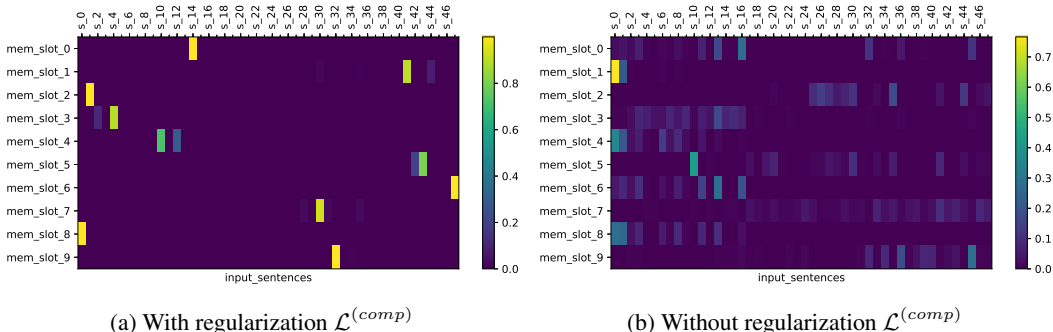 s_0 s_2 s_4 s_6 s_8 s_10 s_12 s_14 s_16 s_18 s_20 s_22 s_24 s_26 s_28 s_30 s_32 s_34 s_36 s_38 s_40 s_42 s_44 s_46
mem_slot_0
mem_slot_1
mem_slot_2
mem_slot_3
mem_slot_4
mem_slot_5
mem_slot_6
mem_slot_7
mem_slot_8
mem_slot_9
input_sentences
0.8
0.6
0.4
0.2
0.0
(a) With regularization ℒ^(comp)
s_0 s_2 s_4 s_6 s_8 s_10 s_12 s_14 s_16 s_18 s_20 s_22 s_24 s_26 s_28 s_30 s_32 s_34 s_36 s_38 s_40 s_42 s_44 s_46
mem_slot_0
mem_slot_1
mem_slot_2
mem_slot_3
mem_slot_4
mem_slot_5
mem_slot_6
mem_slot_7
mem_slot_8
mem_slot_9
input_sentences
0.7
0.6
0.5
0.4
0.3
0.2
0.1
0.0
(b) Without regularization ℒ^(comp)